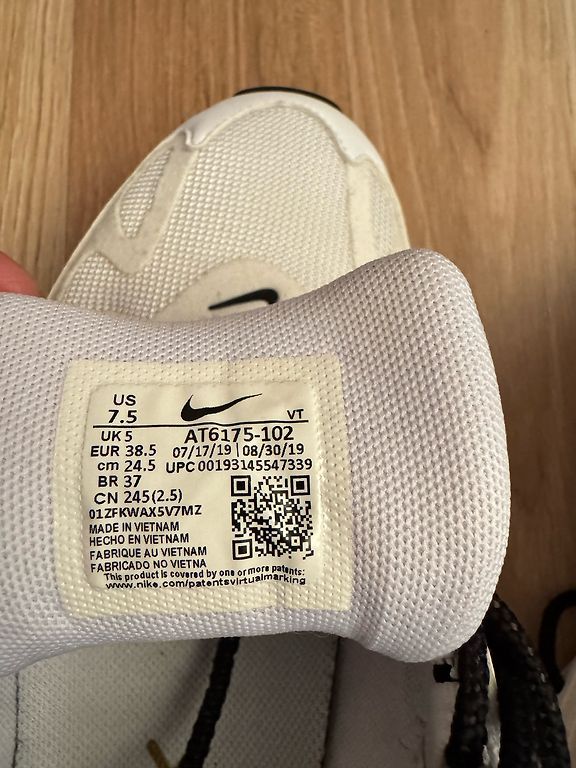 US
7.5
VT
UK 5
AT6175-102
EUR 38.5
07/17/19 | 08/30/19
cm 24.5
UPC 00193145547339
BR 37
CN 245(2.5)
01ZFKWAX5V7MZ
MADE IN VIETNAM
HECHO EN VIETNAM
FABRIQUE AU VIETNAM
FABRICADO NO VIETNA
This product is covered by one or more patents:
www.nike.com/patentsvirtualmarking